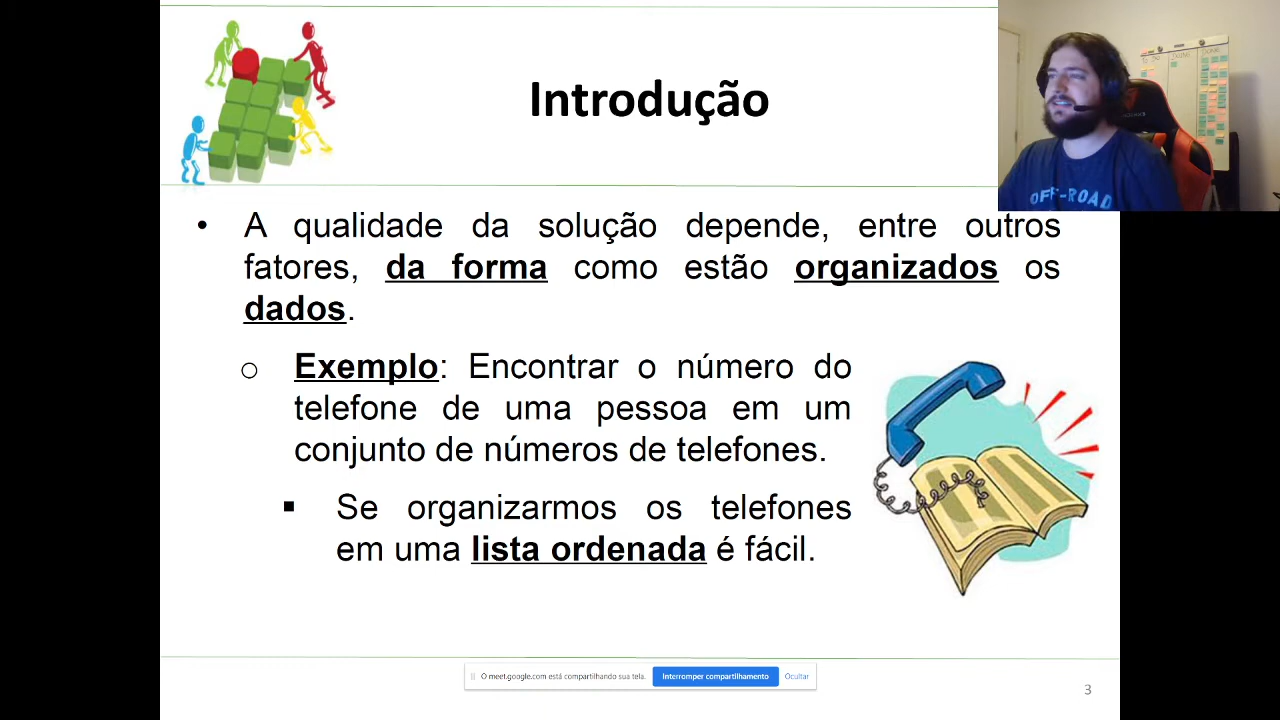 Introdução
OFF-ROAD
• A qualidade da solução depende, entre outros
fatores, da forma como estão organizados os
dados.
o Exemplo: Encontrar o número do
telefone de uma pessoa em um
conjunto de números de telefones.
▪ Se organizarmos os telefones
em uma lista ordenada é fácil.
O meet.google.com está compartilhando sua tela.
Interromper compartilhamento
Ocultar
3